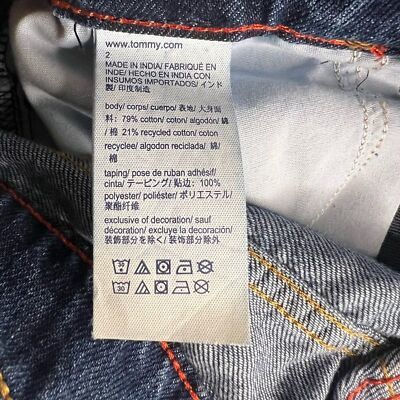 www.tommy.com
2
MADE IN INDIA/ FABRIQUÉ EN
INDE/ HECHO EN INDIA CON
INSUMOS IMPORTADOS/ インド
製/ 印度制造
body/ corps/ cuerpo/ 表地/ 大身面
料: 79% cotton/ coton/ algodón/ 綿
/ 棉 21% recycled cotton/ coton
recyclee/ algodon reciclada/ 綿/
棉
taping/ pose de ruban adhésif/
cinta/ テーピング/ 贴边: 100%
polyester/ poliéster/ ポリエステル/
聚酯纤维
exclusive of decoration/ sauf
décoration/ excluye la decoración/
装飾部分を除く/ 装饰部分除外